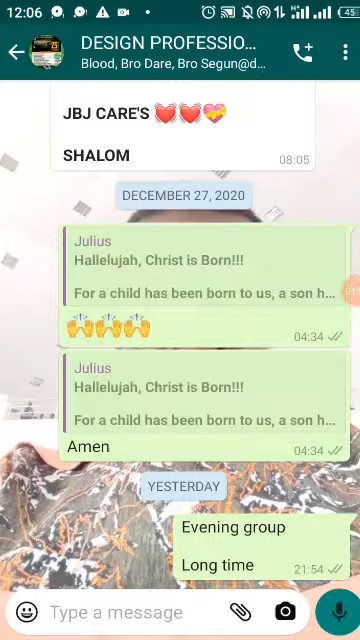 12:06
45
DESIGN PROFESSIO...
Blood, Bro Dare, Bro Segun@d...
JBJ CARE'S 💓💓💝
SHALOM
08:05
DECEMBER 27, 2020
Julius
Hallelujah, Christ is Born!!!
For a child has been born to us, a son h...
🙌🙌🙌
04:34
Julius
Hallelujah, Christ is Born!!!
For a child has been born to us, a son h...
Amen
04:34
YESTERDAY
Evening group
Long time
21:54
Type a message